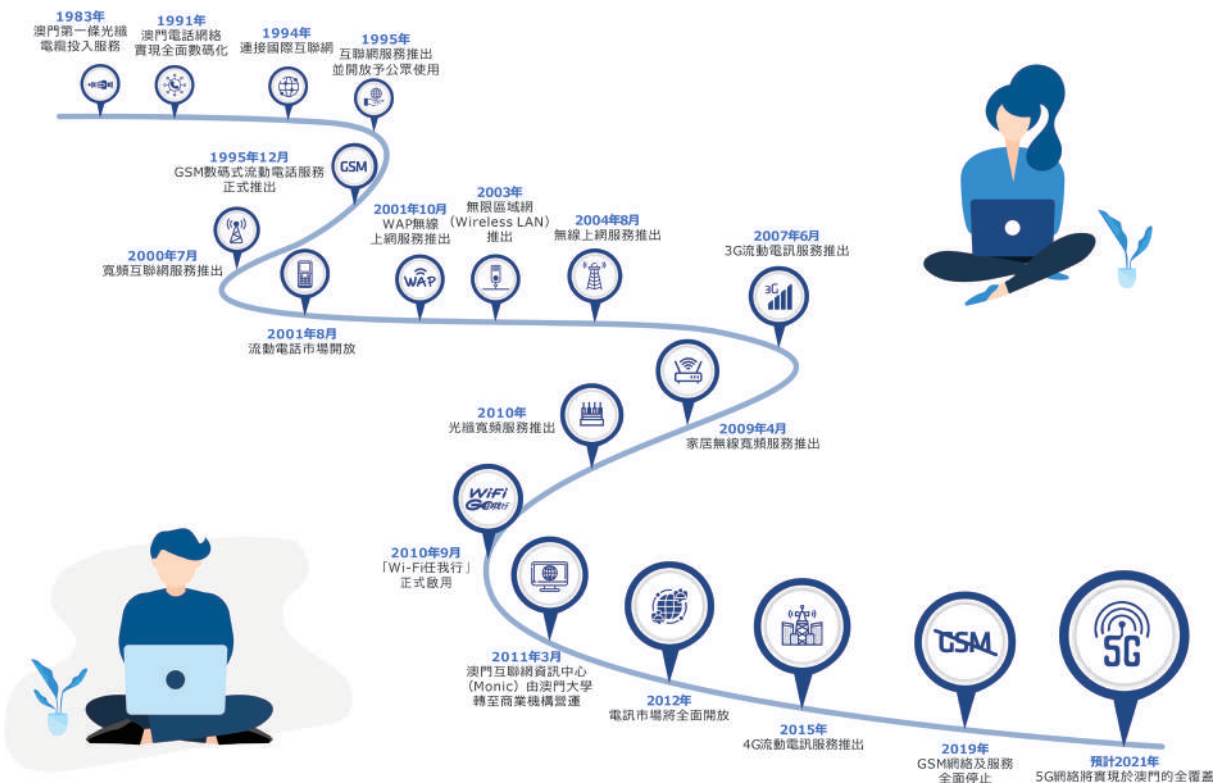 1983年
澳門第一條光纖
電纜投入服務
1991年
澳門電話網絡
實現全面數碼化
1994年
連接國際互聯網
1995年
互聯網服務推出
並開放予公眾使用
1995年12月
GSM數碼式流動電話服務
正式推出
GSM
2000年7月
寬頻互聯網服務推出
2001年8月
流動電話市場開放
2001年10月
WAP無線
上網服務推出
WAP
2003年
無限區域網
(Wireless LAN)
推出
2004年8月
無線上網服務推出
2007年6月
3G流動電訊服務推出
3G
2009年4月
家居無線寬頻服務推出
2010年
光纖寬頻服務推出
WiFi
GO任我行
2010年9月
「Wi-Fi任我行」
正式啟用
2011年3月
澳門互聯網資訊中心
(Monic) 由澳門大學
轉至商業機構營運
2012年
電訊市場將全面開放
2015年
4G流動電訊服務推出
GSM
2019年
GSM網絡及服務
全面停止
5G
預計2021年
5G網絡將實現於澳門的全覆蓋